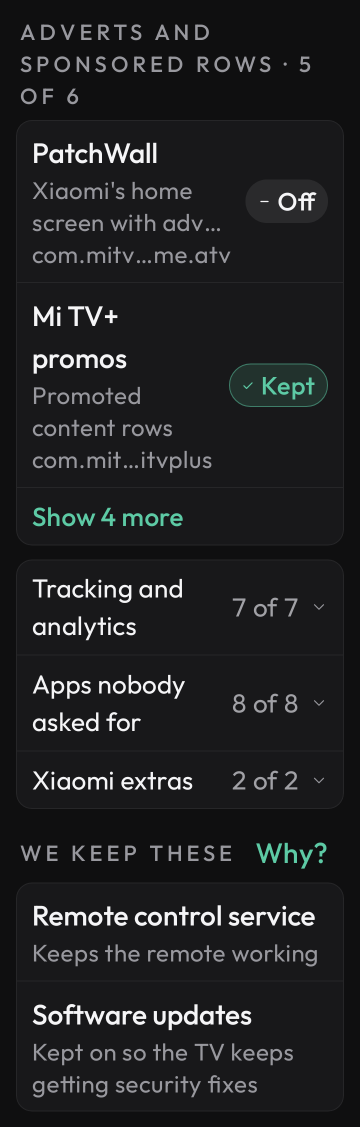 ADVERTS AND
SPONSORED ROWS · 5
OF 6
PatchWall
Xiaomi's home
screen with adv…
com.mitv…me.atv
– Off
Mi TV+
promos
Promoted
content rows
com.mit…itvplus
✓ Kept
Show 4 more
Tracking and
analytics
7 of 7
Apps nobody
asked for
8 of 8
Xiaomi extras
2 of 2
WE KEEP THESE
Why?
Remote control service
Keeps the remote working
Software updates
Kept on so the TV keeps
getting security fixes